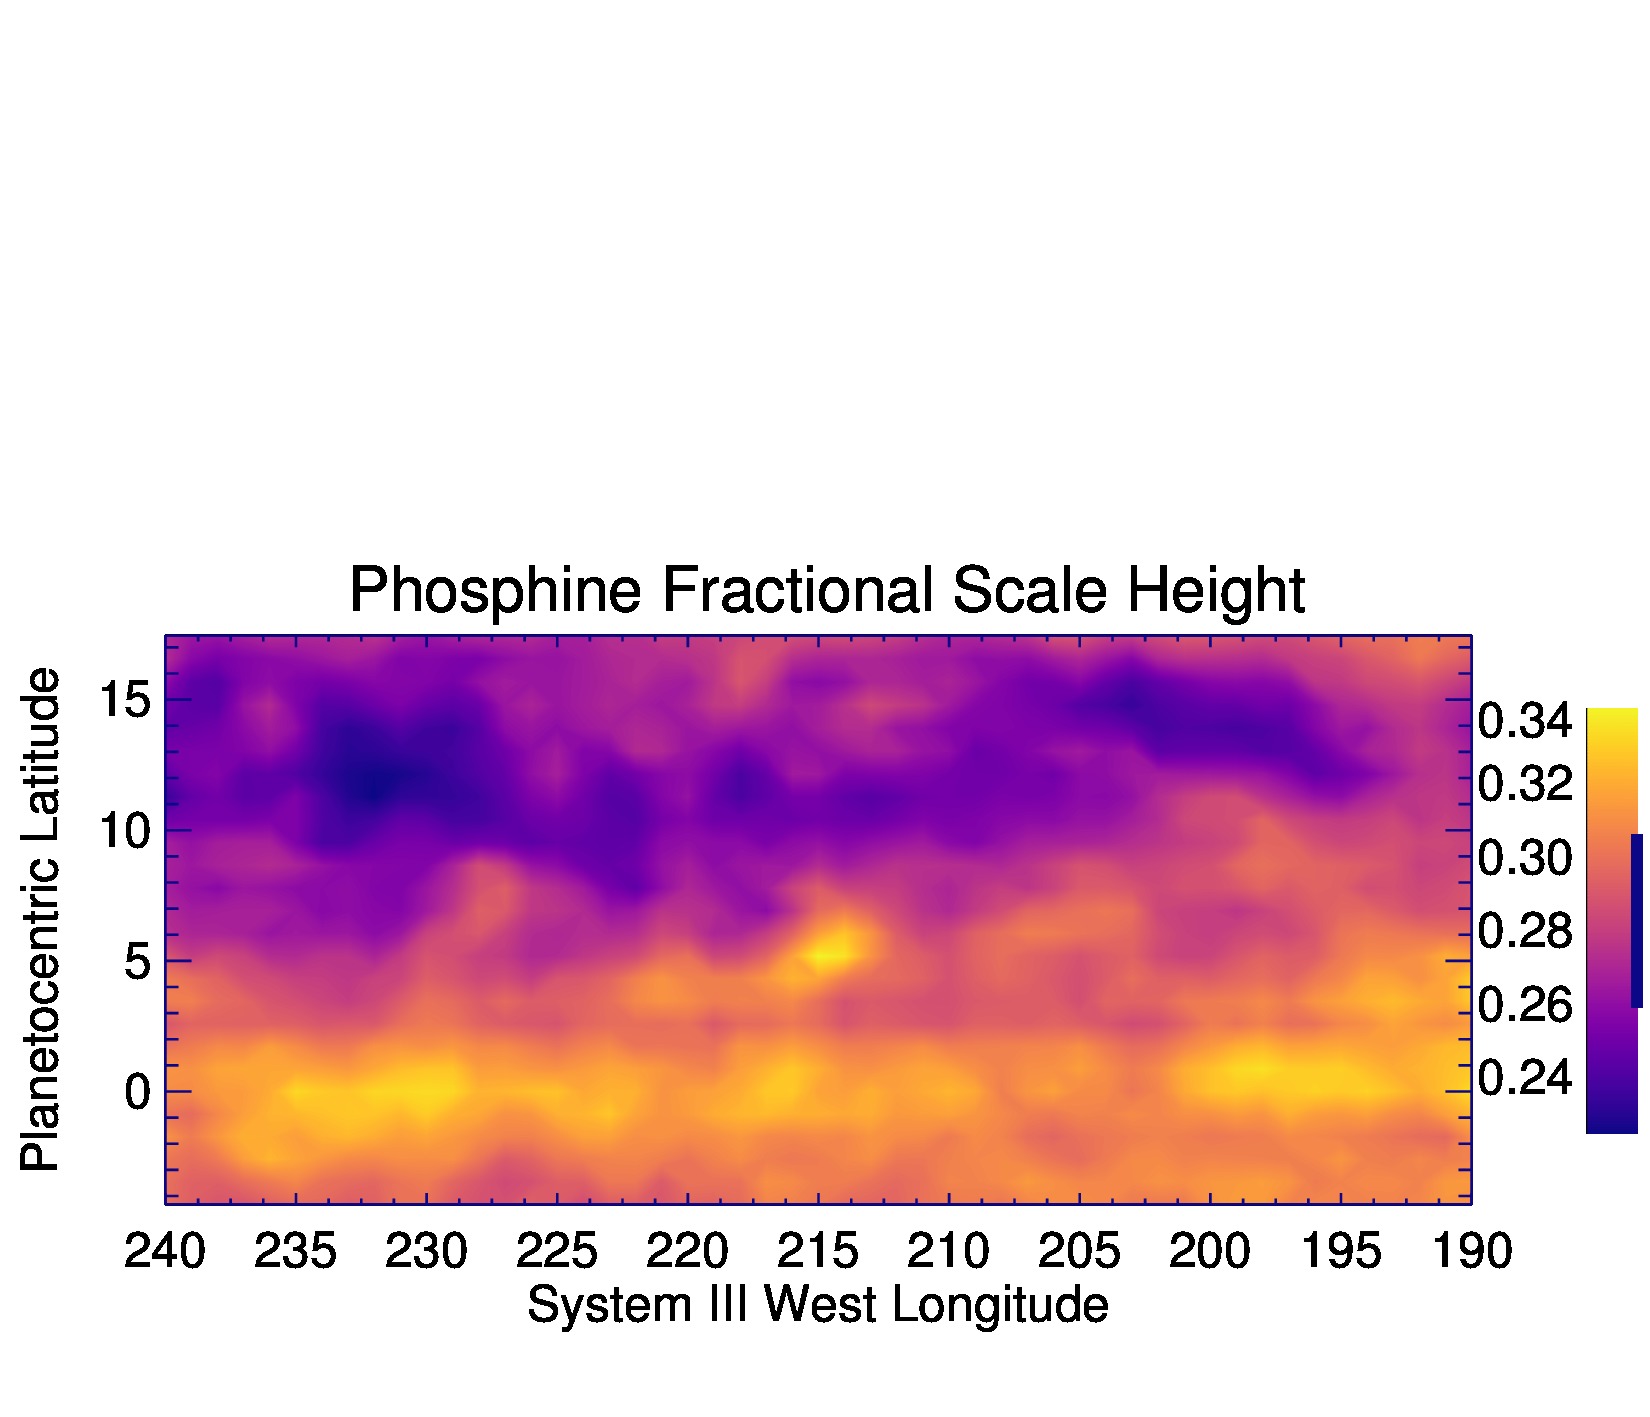 Phosphine Fractional Scale Height
Planetocentric Latitude
15
10
5
0
240 235 230 225 220 215 210 205 200 195 190
System III West Longitude
0.34
0.32
0.30
0.28
0.26
0.24